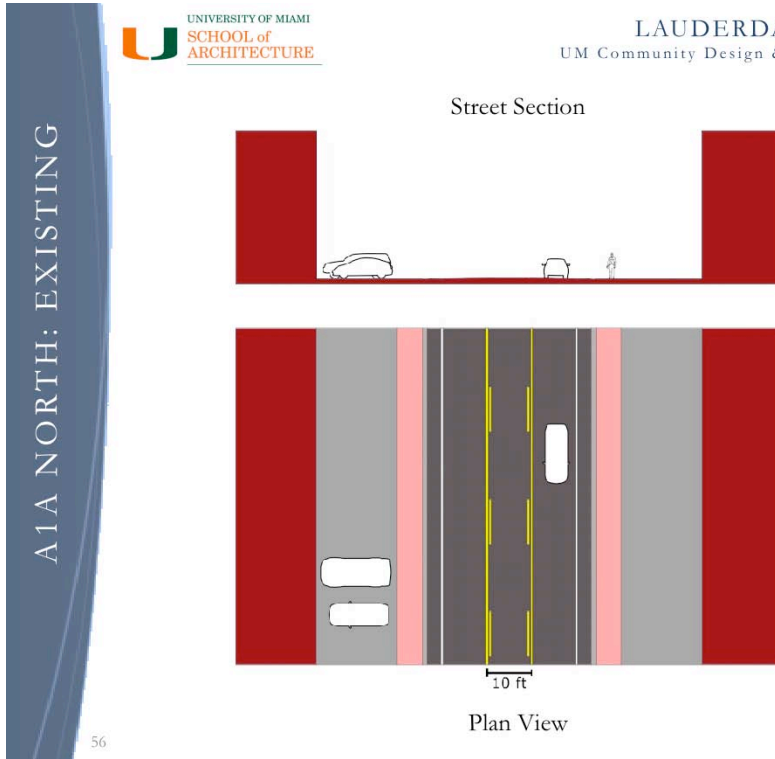 UNIVERSITY OF MIAMI
SCHOOL of
ARCHITECTURE
LAUDERDA
UM Community Design &
A1A NORTH: EXISTING
Street Section
10 ft
Plan View
56